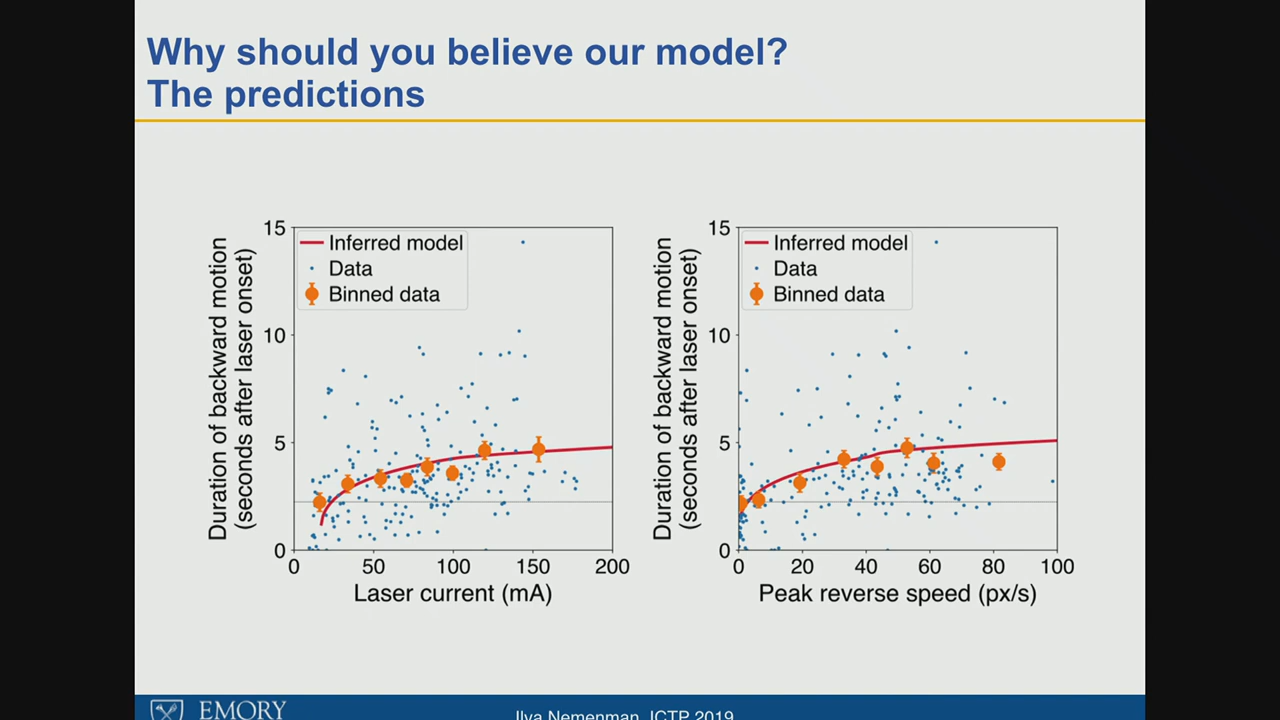 Why should you believe our model?
The predictions
15
10
5
0
Duration of backward motion
(seconds after laser onset)
Inferred model
Data
Binned data
0 50 100 150 200
Laser current (mA)
15
10
5
0
Duration of backward motion
(seconds after laser onset)
Inferred model
Data
Binned data
0 20 40 60 80 100
Peak reverse speed (px/s)
EMORY
Ilya Nemenman, ICTP 2019